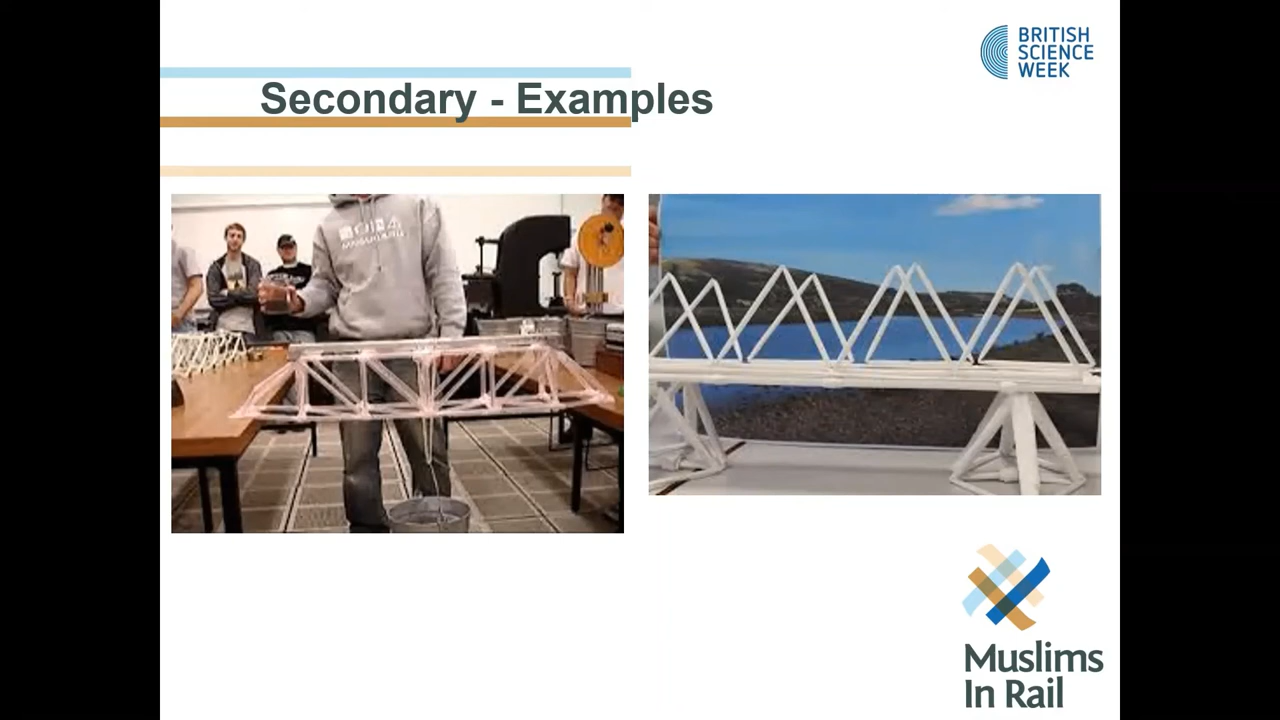 BRITISH
SCIENCE
WEEK
Secondary - Examples
Muslims
In Rail